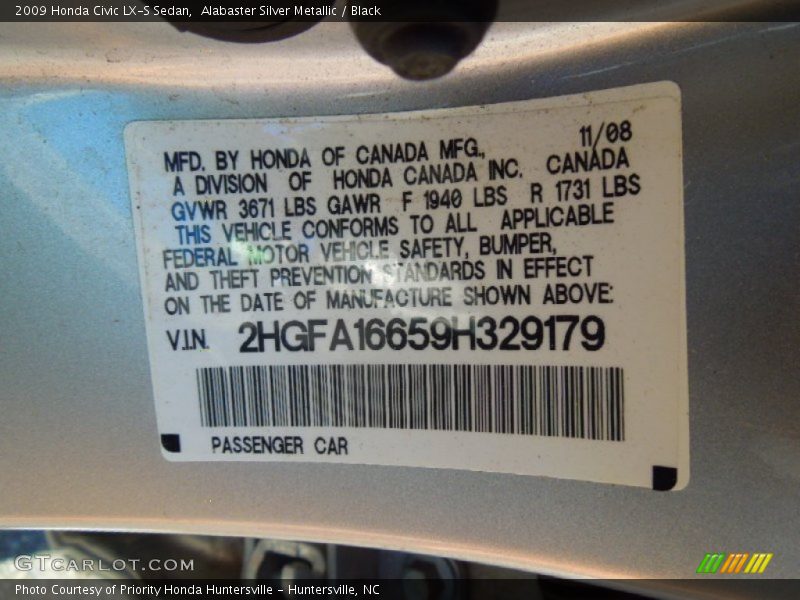 2009 Honda Civic LX-S Sedan,  Alabaster Silver Metallic / Black
11/08
MFD. BY HONDA OF CANADA MFG.,
A DIVISION OF HONDA CANADA INC. CANADA
GVWR 3671 LBS GAWR F 1940 LBS R 1731 LBS
THIS VEHICLE CONFORMS TO ALL APPLICABLE
FEDERAL MOTOR VEHICLE SAFETY, BUMPER,
AND THEFT PREVENTION STANDARDS IN EFFECT
ON THE DATE OF MANUFACTURE SHOWN ABOVE:
V.I.N. 2HGFA16659H329179
PASSENGER CAR
GTCARLOT.COM
Photo Courtesy of Priority Honda Huntersville - Huntersville, NC